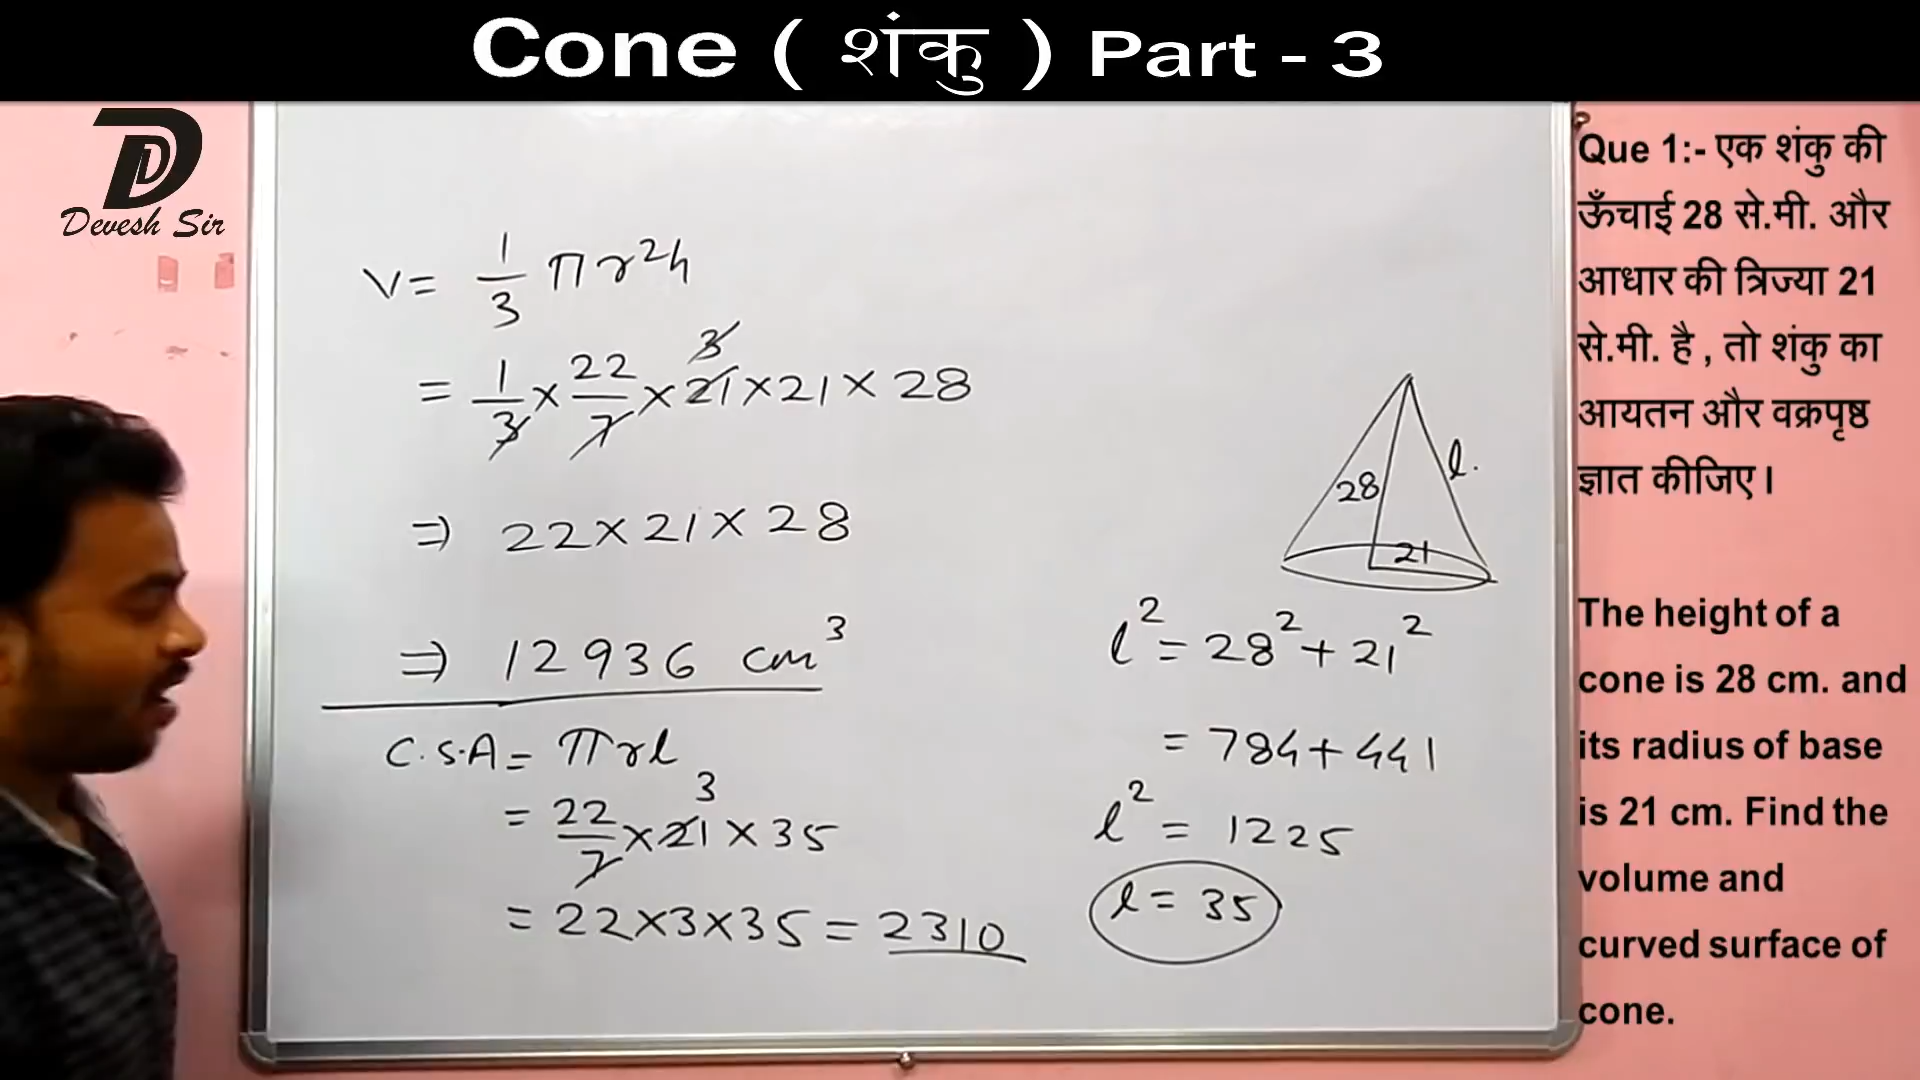 Cone ( शंकु ) Part - 3
D
Devesh Sir
V = 1/3 πr²h
= 1/3 × 22/7 × 21 × 21 × 28
3
⇒ 22×21×28
⇒ 12936 cm³
C.S.A = πrl
= 22/7 × 21 × 35
3
= 22×3×35 = 2310
28
l.
21
l² = 28² + 21²
= 784 + 441
l² = 1225
l = 35
Que 1:- एक शंकु की
ऊँचाई 28 से.मी. और
आधार की त्रिज्या 21
से.मी. है , तो शंकु का
आयतन और वक्रपृष्ठ
ज्ञात कीजिए ।
The height of a
cone is 28 cm. and
its radius of base
is 21 cm. Find the
volume and
curved surface of
cone.